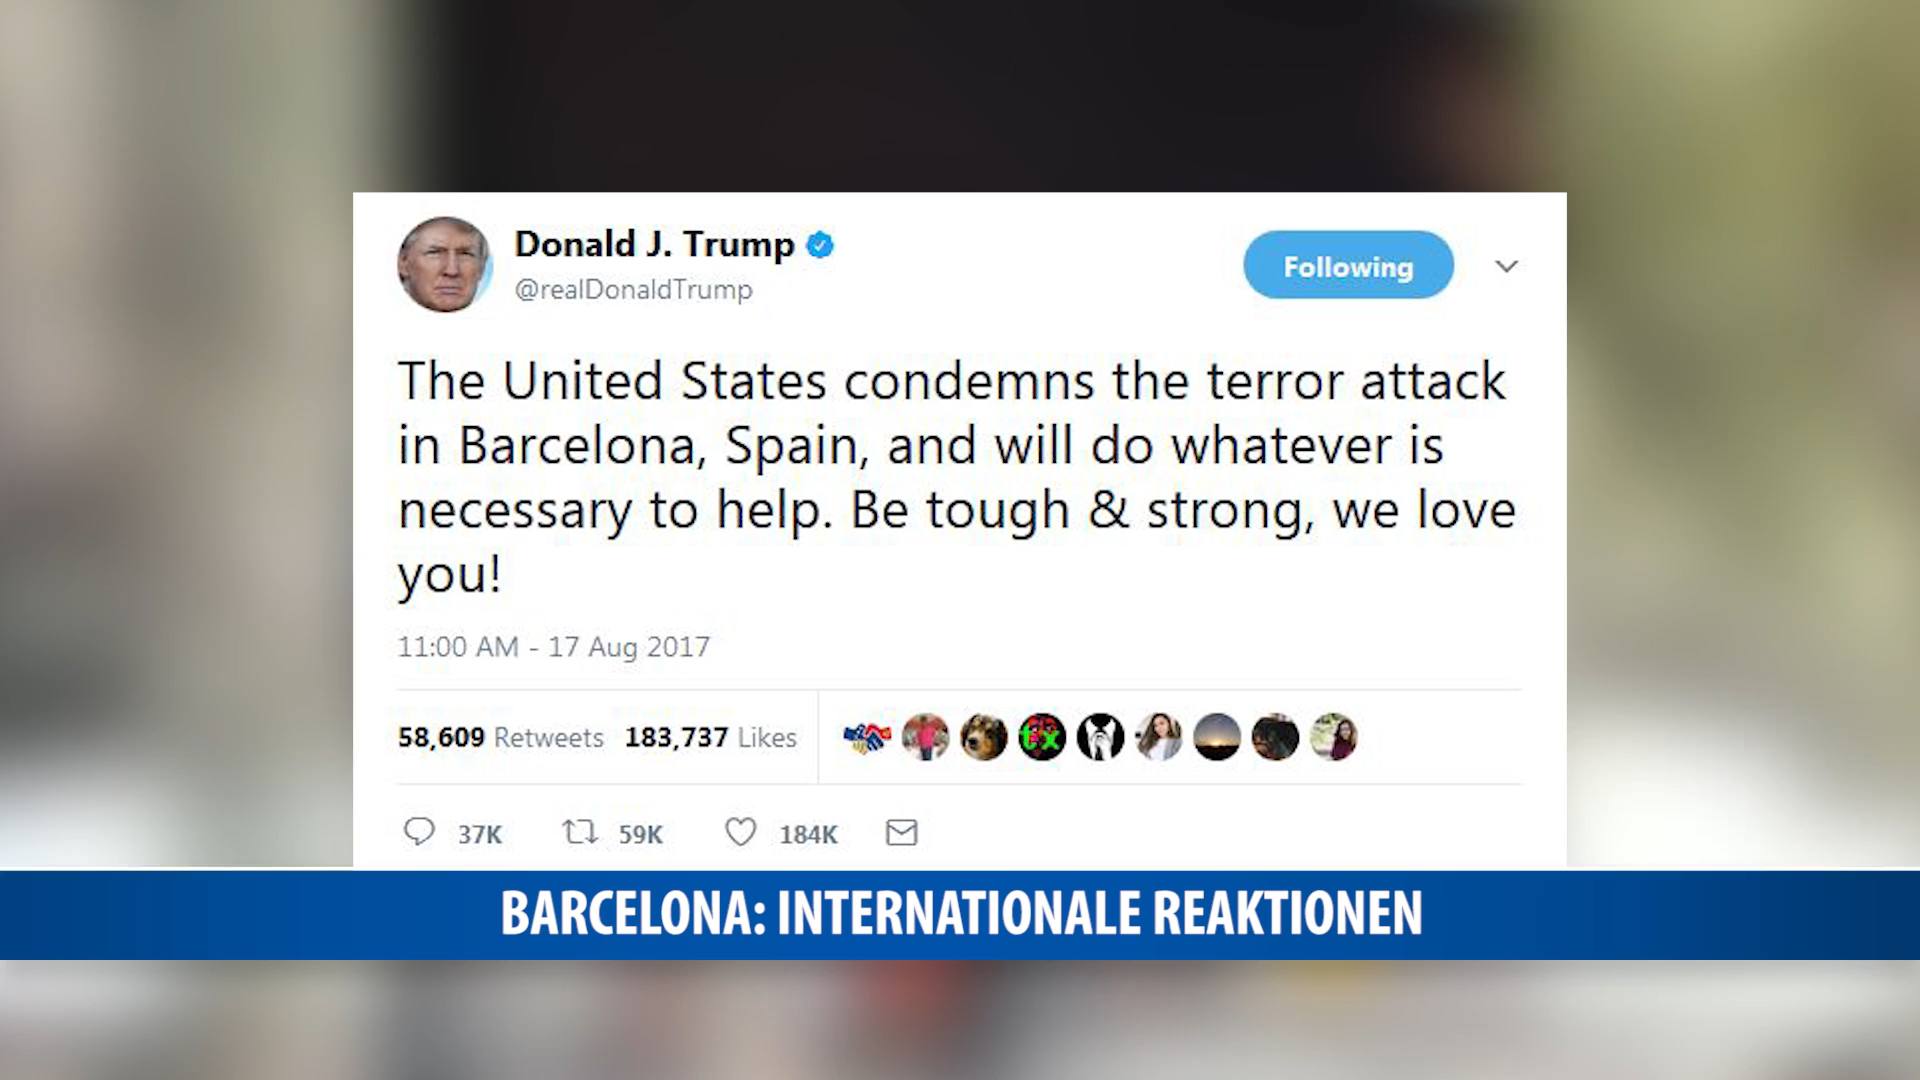 Donald J. Trump
@realDonaldTrump
Following
The United States condemns the terror attack
in Barcelona, Spain, and will do whatever is
necessary to help. Be tough & strong, we love
you!
11:00 AM - 17 Aug 2017
58,609 Retweets 183,737 Likes
tx
37K 59K 184K
BARCELONA: INTERNATIONALE REAKTIONEN